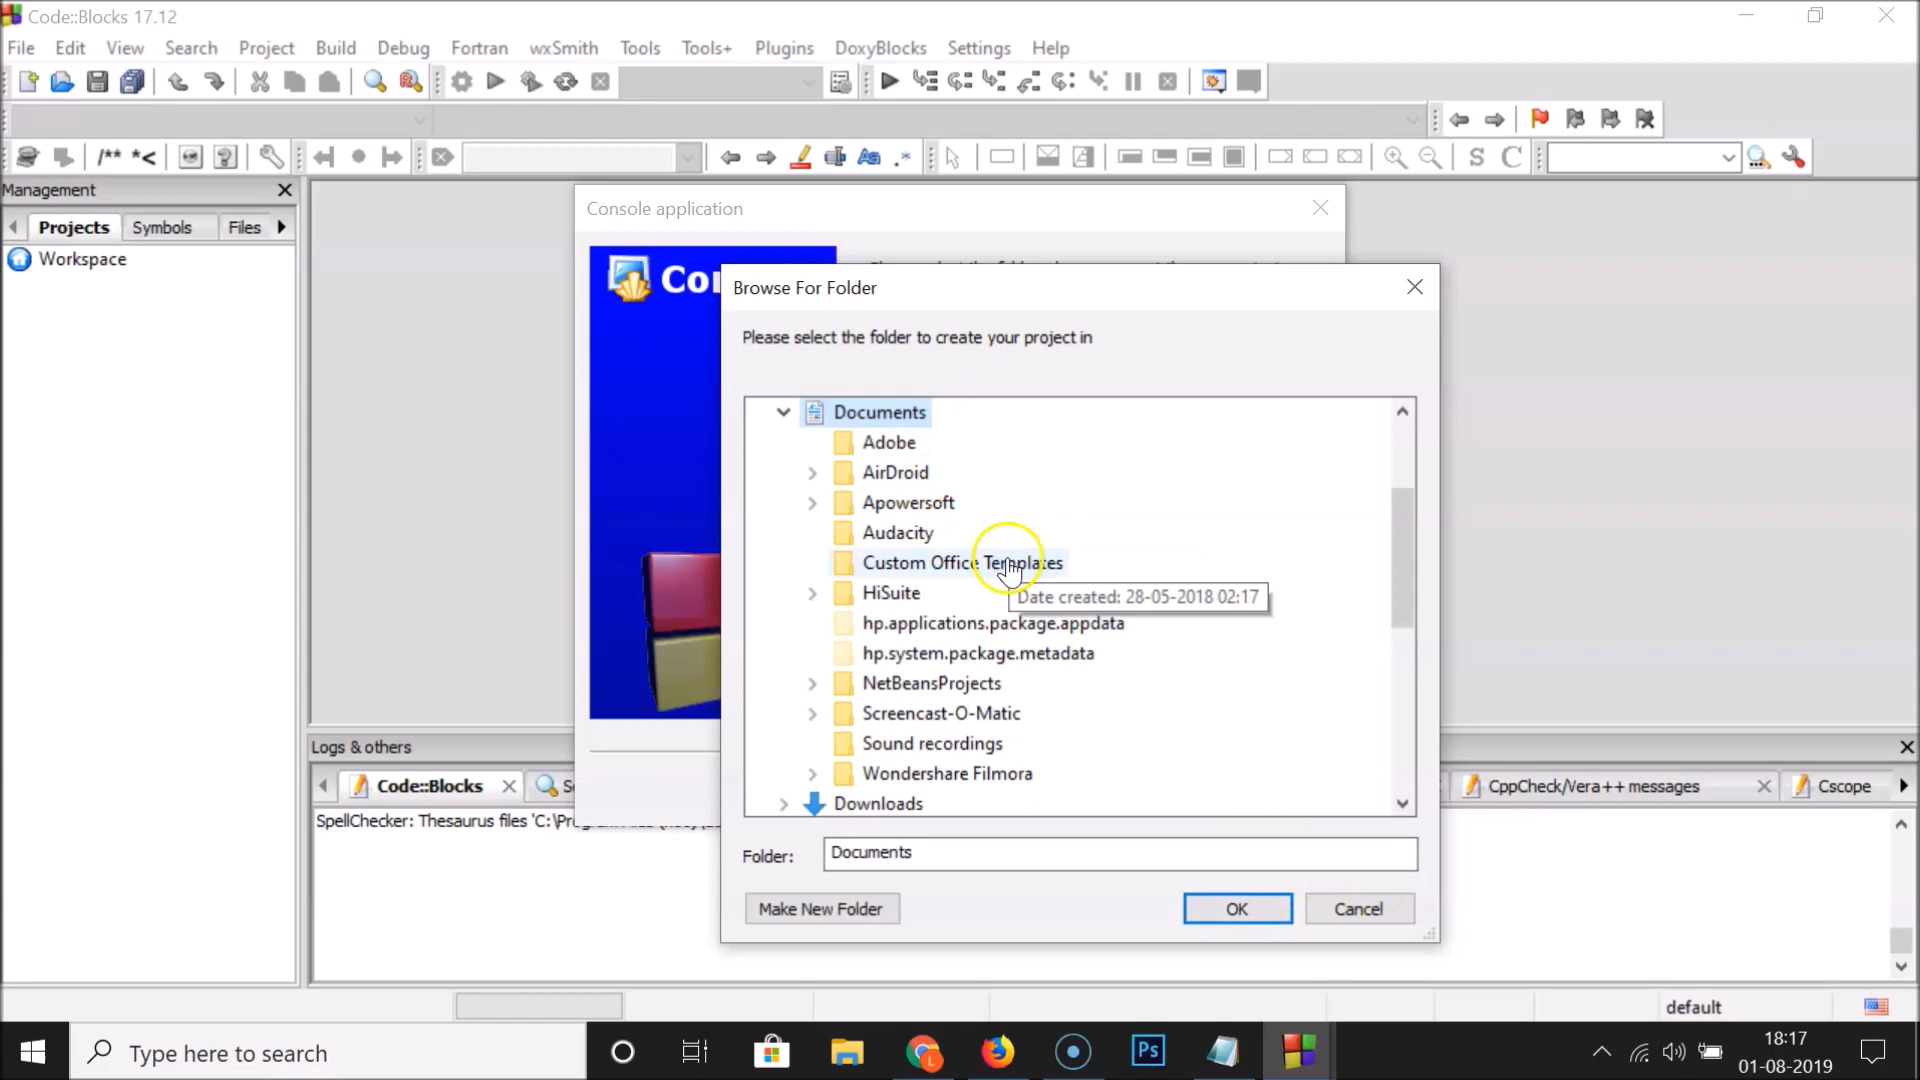 Code::Blocks 17.12
File Edit View Search Project Build Debug Fortran wxSmith Tools Tools+ Plugins DoxyBlocks Settings Help
/** *<
Aa .*
S C
Management
Projects Symbols Files
Workspace
Console application
Browse For Folder
Please select the folder to create your project in
Documents
Adobe
AirDroid
Apowersoft
Audacity
Custom Office Templates
HiSuite
Date created: 28-05-2018 02:17
hp.applications.package.appdata
hp.system.package.metadata
NetBeansProjects
Screencast-O-Matic
Sound recordings
Wondershare Filmora
Downloads
Folder: Documents
Make New Folder OK Cancel
Logs & others
Code::Blocks CppCheck/Vera++ messages Cscope
SpellChecker: Thesaurus files 'C:\
default
Type here to search
Ps
18:17
01-08-2019